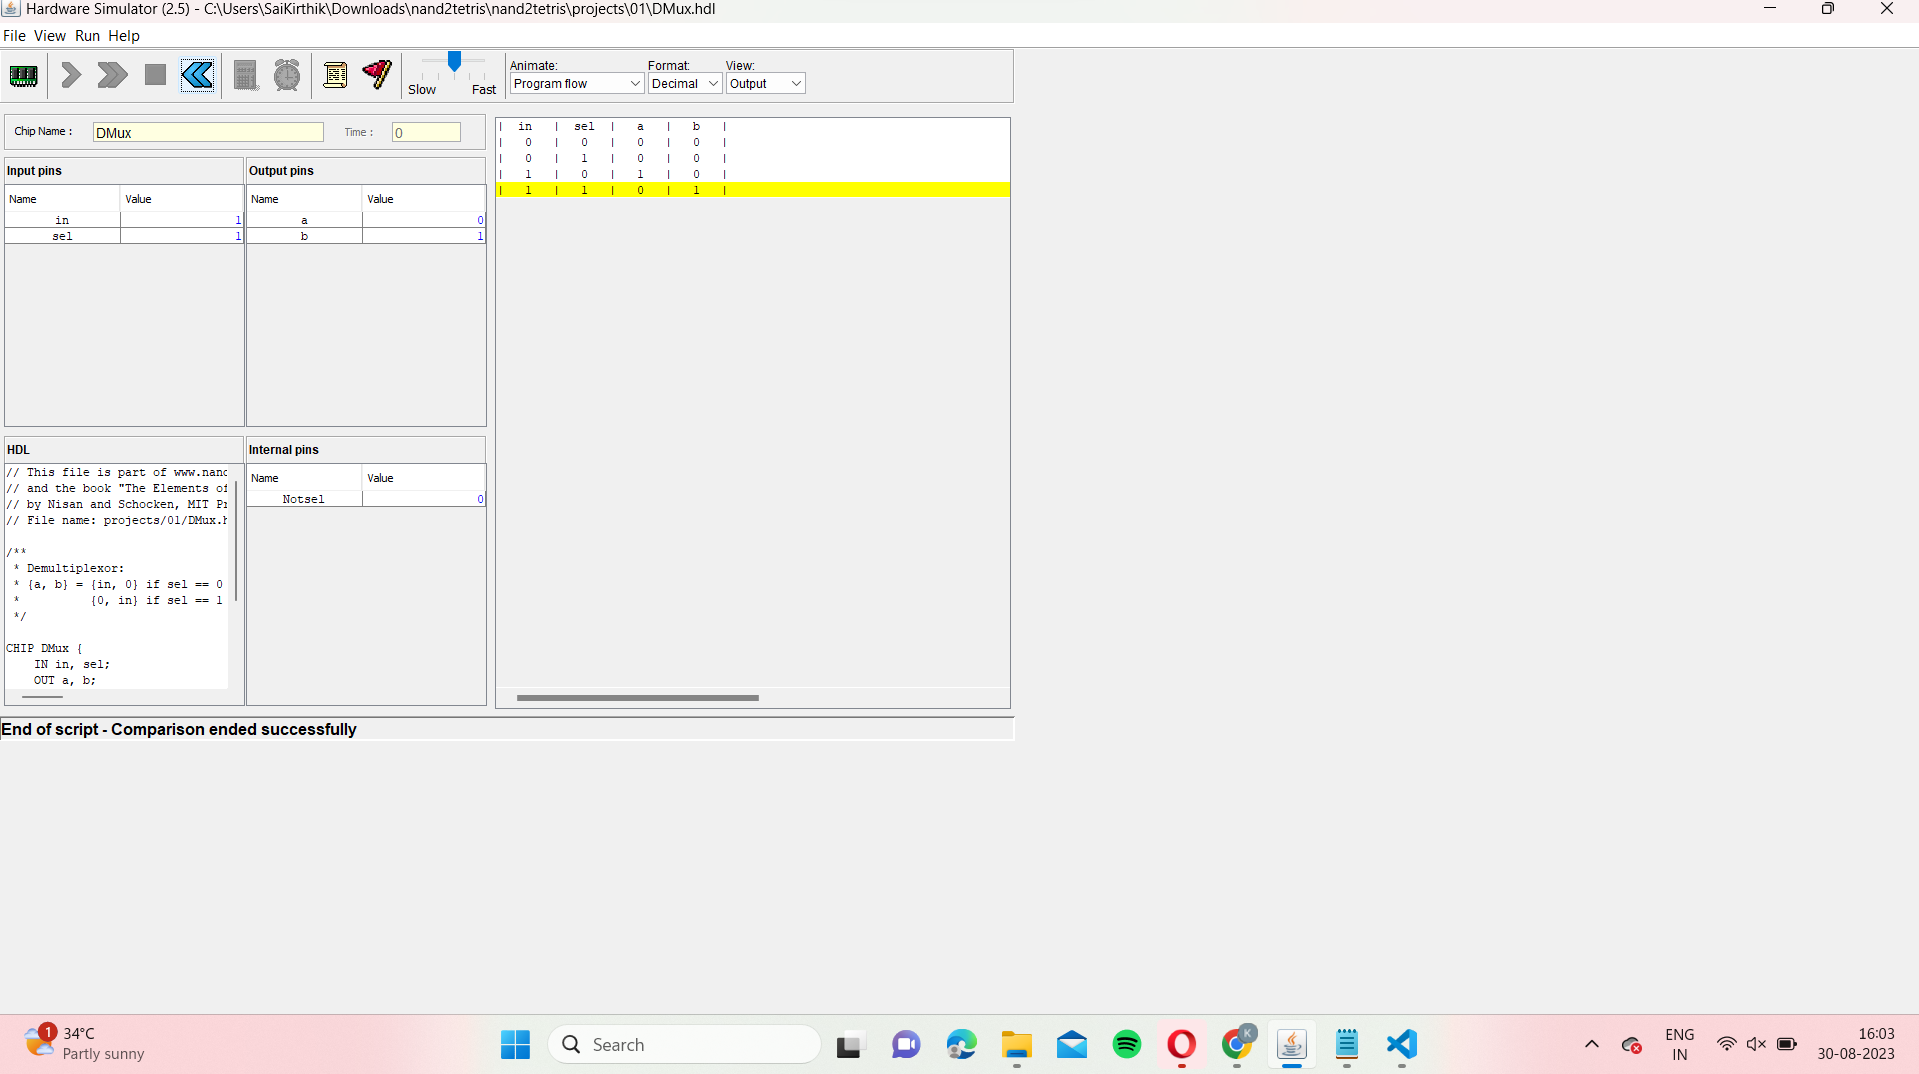 Hardware Simulator (2.5) - C:\Users\SaiKirthik\Downloads\nand2tetris\nand2tetris\projects\01\DMux.hdl
File View Run Help
Slow Fast
Animate: Format: View:
Program flow Decimal Output
Chip Name : DMux Time : 0
| in | sel | a | b |
| 0 | 0 | 0 | 0 |
| 0 | 1 | 0 | 0 |
| 1 | 0 | 1 | 0 |
| 1 | 1 | 0 | 1 |
Input pins
Name Value
in 1
sel 1
Output pins
Name Value
a 0
b 1
HDL
// This file is part of www.nand
// and the book "The Elements of
// by Nisan and Schocken, MIT Pr
// File name: projects/01/DMux.h
/**
* Demultiplexor:
* {a, b} = {in, 0} if sel == 0
* {0, in} if sel == 1
*/
CHIP DMux {
IN in, sel;
OUT a, b;
Internal pins
Name Value
Notsel 0
End of script - Comparison ended successfully
1
34°C
Partly sunny
Search
K
ENG
IN
16:03
30-08-2023